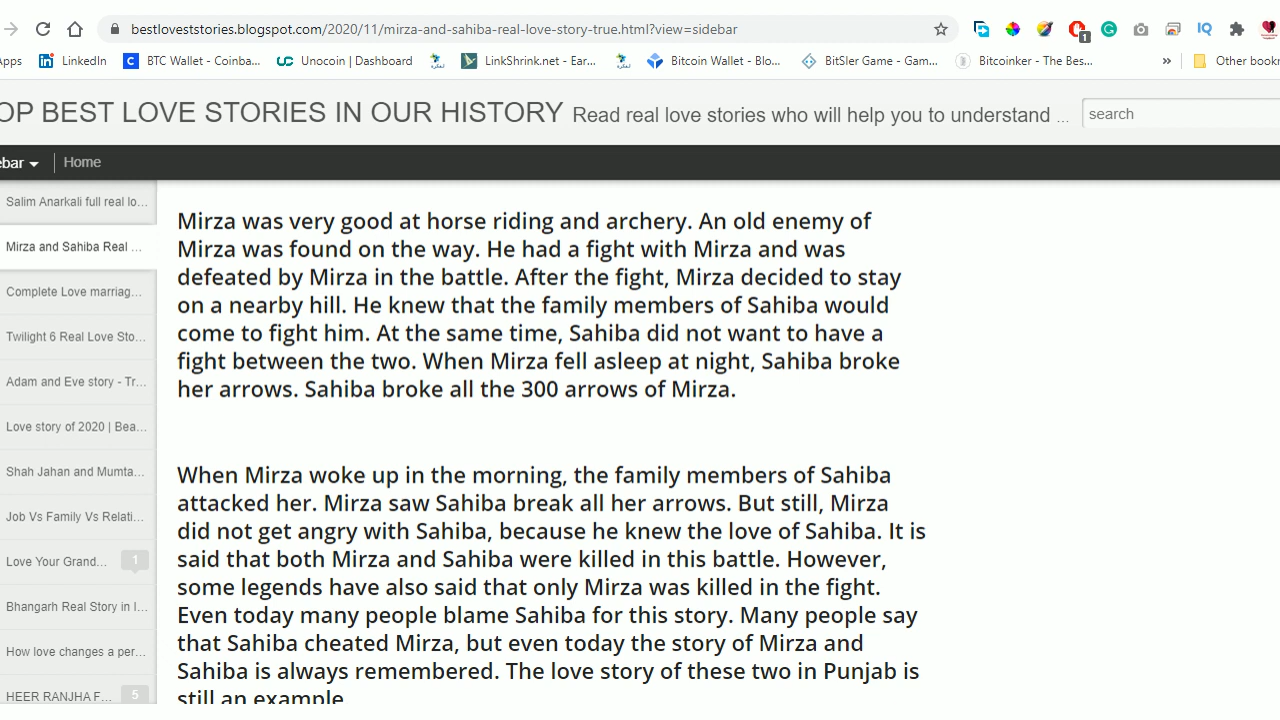 bestloveststories.blogspot.com/2020/11/mirza-and-sahiba-real-love-story-true.html?view=sidebar
1
IQ
pps
LinkedIn
BTC Wallet - Coinba...
Unocoin | Dashboard
LinkShrink.net - Ear...
Bitcoin Wallet - Blo...
BitSler Game - Gam...
Bitcoinker - The Bes...
»
Other bookr
OP BEST LOVE STORIES IN OUR HISTORY Read real love stories who will help you to understand ...
search
ebar
Home
Salim Anarkali full real lo...
Mirza and Sahiba Real ...
Complete Love marriag...
Twilight 6 Real Love Sto...
Adam and Eve story - Tr...
Love story of 2020 | Bea...
Shah Jahan and Mumta...
Job Vs Family Vs Relati...
Love Your Grand... 1
Bhangarh Real Story in I...
How love changes a per...
HEER RANJHA F... 5
Mirza was very good at horse riding and archery. An old enemy of
Mirza was found on the way. He had a fight with Mirza and was
defeated by Mirza in the battle. After the fight, Mirza decided to stay
on a nearby hill. He knew that the family members of Sahiba would
come to fight him. At the same time, Sahiba did not want to have a
fight between the two. When Mirza fell asleep at night, Sahiba broke
her arrows. Sahiba broke all the 300 arrows of Mirza.
When Mirza woke up in the morning, the family members of Sahiba
attacked her. Mirza saw Sahiba break all her arrows. But still, Mirza
did not get angry with Sahiba, because he knew the love of Sahiba. It is
said that both Mirza and Sahiba were killed in this battle. However,
some legends have also said that only Mirza was killed in the fight.
Even today many people blame Sahiba for this story. Many people say
that Sahiba cheated Mirza, but even today the story of Mirza and
Sahiba is always remembered. The love story of these two in Punjab is
still an example